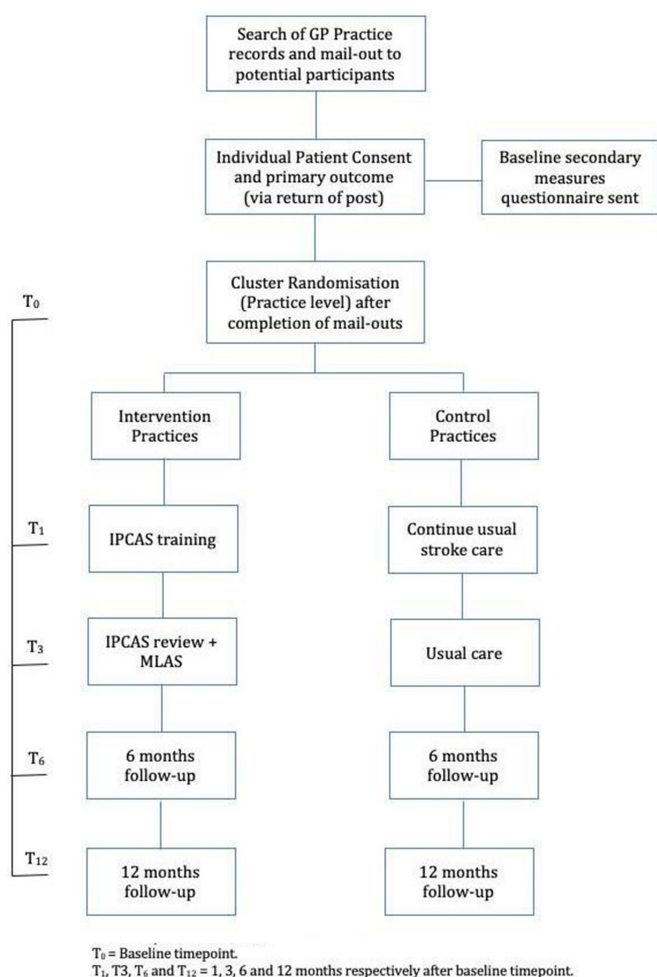 Search of GP Practice
records and mail-out to
potential participants
Individual Patient Consent
and primary outcome
(via return of post)
Baseline secondary
measures
questionnaire sent
Cluster Randomisation
(Practice level) after
completion of mail-outs
T₀
Intervention
Practices
Control
Practices
T₁
IPCAS training
Continue usual
stroke care
T₃
IPCAS review +
MLAS
Usual care
T₆
6 months
follow-up
6 months
follow-up
T₁₂
12 months
follow-up
12 months
follow-up
T₀ = Baseline timepoint.
T₁, T3, T₆ and T₁₂ = 1, 3, 6 and 12 months respectively after baseline timepoint.